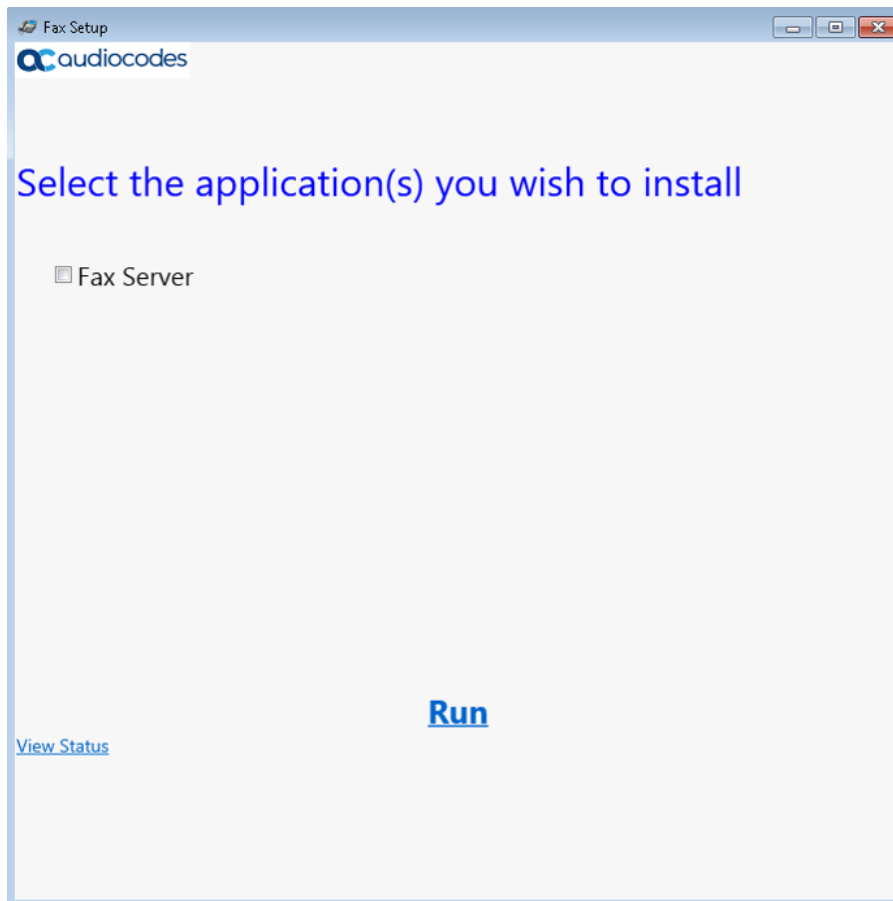 Fax Setup
audiocodes
Select the application(s) you wish to install
Fax Server
Run
View Status